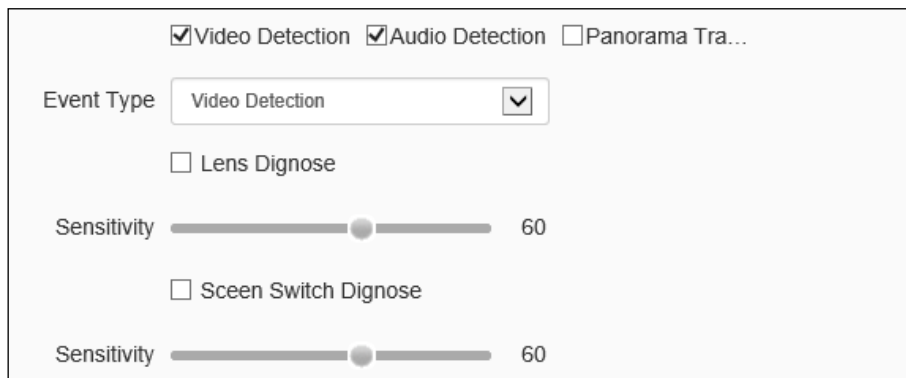 Video Detection Audio Detection Panorama Tra...
Event Type Video Detection
Lens Dignose
Sensitivity 60
Sceen Switch Dignose
Sensitivity 60